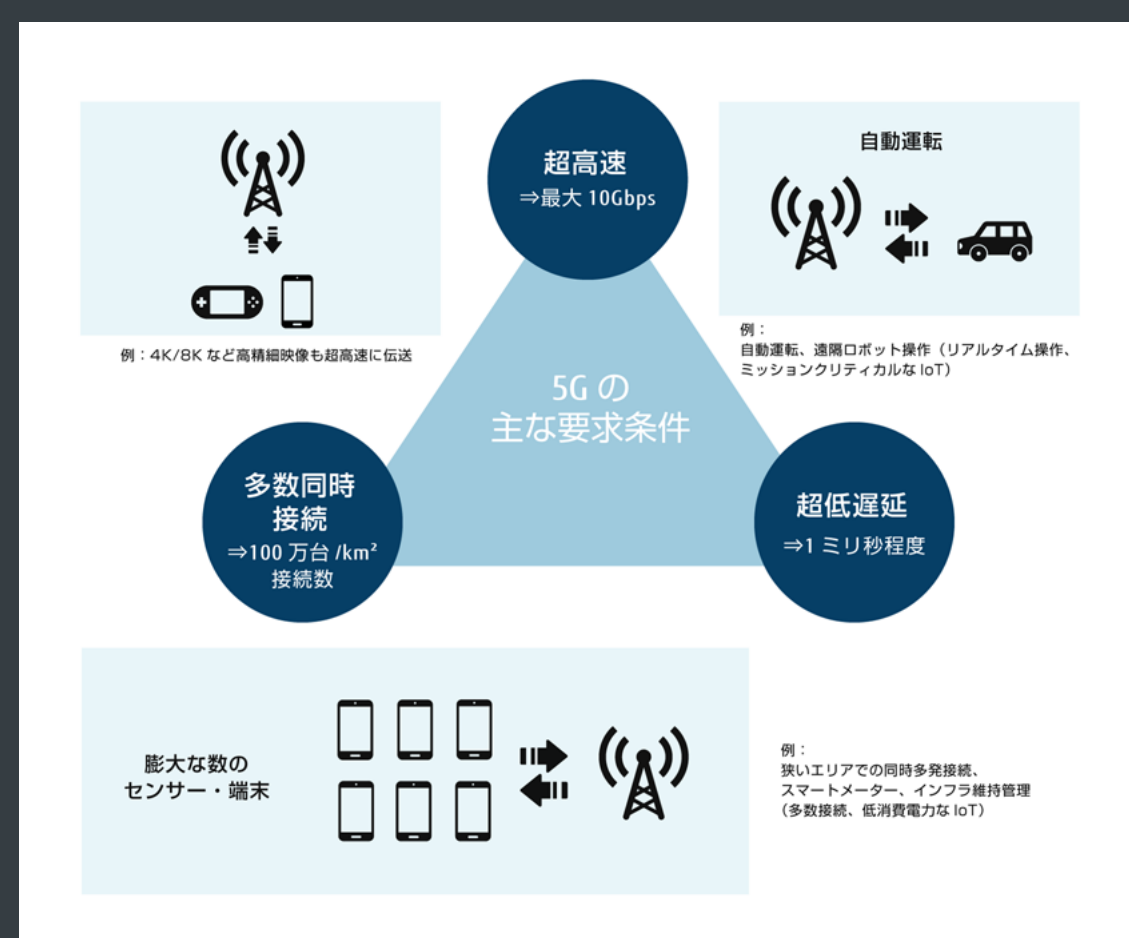 超高速
⇒最大 10Gbps
例：4K/8K など高精細映像も超高速に伝送
自動運転
例：
自動運転、遠隔ロボット操作（リアルタイム操作、
ミッションクリティカルな IoT）
5G の
主な要求条件
多数同時
接続
⇒100 万台 /km²
接続数
超低遅延
⇒1 ミリ秒程度
膨大な数の
センサー・端末
例：
狭いエリアでの同時多発接続、
スマートメーター、インフラ維持管理
（多数接続、低消費電力な IoT）